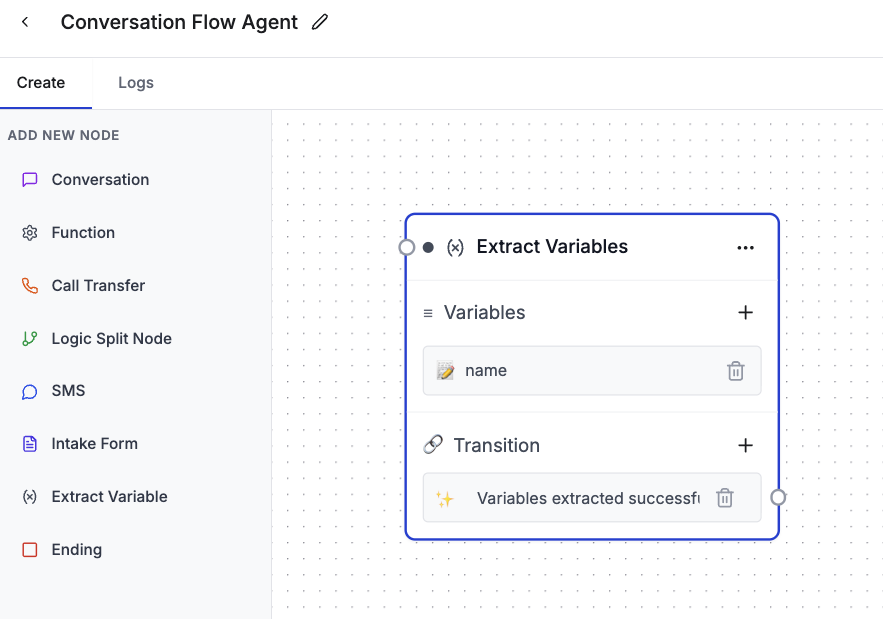 Conversation Flow Agent
Create
Logs
ADD NEW NODE
Conversation
Function
Call Transfer
Logic Split Node
SMS
Intake Form
(x) Extract Variable
Ending
(x) Extract Variables
Variables
name
Transition
Variables extracted successfu